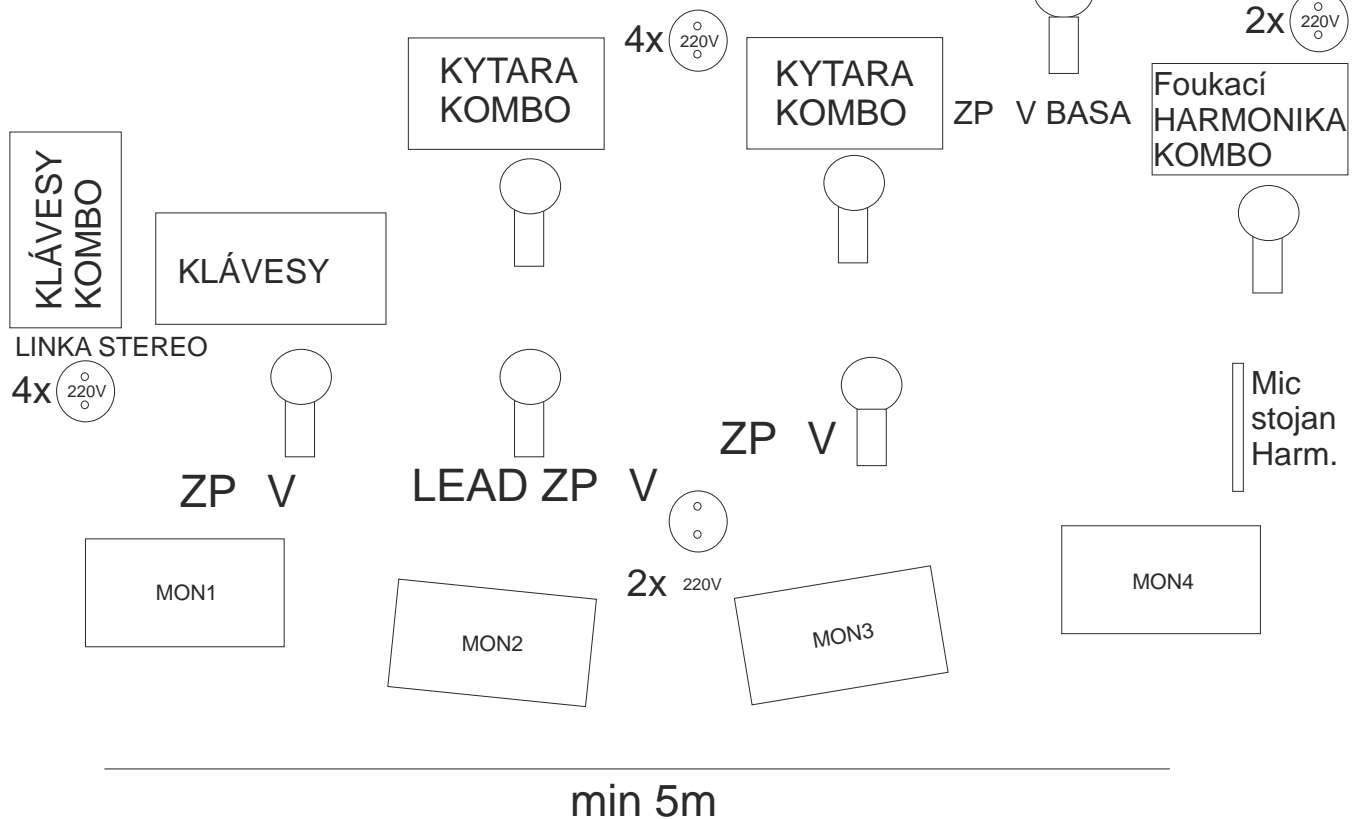 4x 220V
2x 220V
KYTARA
KOMBO
KYTARA
KOMBO
ZP V BASA
Foukací
HARMONIKA
KOMBO
KLÁVESY
KOMBO
KLÁVESY
LINKA STEREO
4x 220V
Mic
stojan
Harm.
ZP V
LEAD ZP V
ZP V
2x 220V
MON1
MON2
MON3
MON4
min 5m